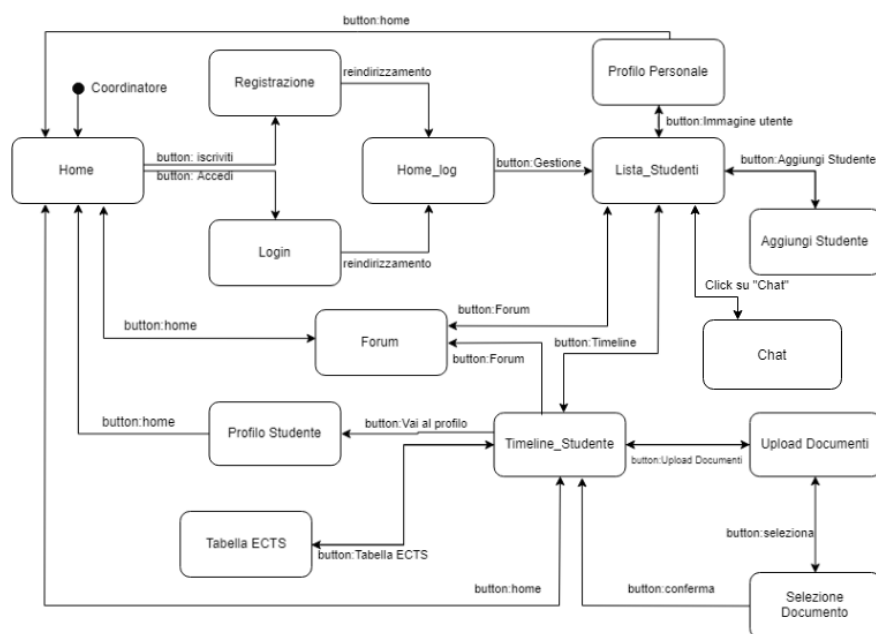 button:home
Profilo Personale
Registrazione
reindirizzamento
Coordinatore
button:Immagine utente
Home
button: iscriviti
button: Accedi
Home_log
button:Gestione
Lista_Studenti
button:Aggiungi Studente
Aggiungi Studente
Login
reindirizzamento
Click su "Chat"
button:home
button:Forum
Forum
button:Forum
button:Timeline
Chat
button:home
Profilo Studente
button:Vai al profilo
Timeline_Studente
button:Upload Documenti
Upload Documenti
Tabella ECTS
button:Tabella ECTS
button:seleziona
button:home
button:conferma
Selezione
Documento